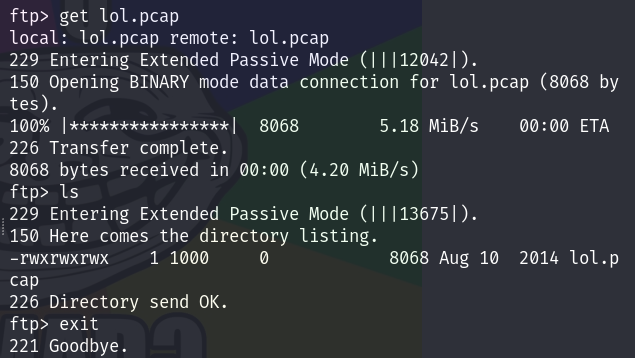 ftp> get lol.pcap
local: lol.pcap remote: lol.pcap
229 Entering Extended Passive Mode (|||12042|).
150 Opening BINARY mode data connection for lol.pcap (8068 by
tes).
100% |****************|  8068        5.18 MiB/s    00:00 ETA
226 Transfer complete.
8068 bytes received in 00:00 (4.20 MiB/s)
ftp> ls
229 Entering Extended Passive Mode (|||13675|).
150 Here comes the directory listing.
-rwxrwxrwx    1 1000     0            8068 Aug 10  2014 lol.p
cap
226 Directory send OK.
ftp> exit
221 Goodbye.